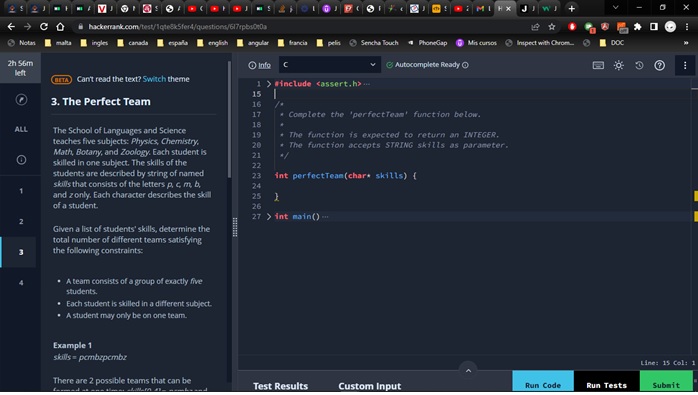 hackerrank.com/test/1qte8k5fer4/questions/6l7rpbs0t0a
Notas malta ingles canada españa english angular francia pelis Sencha Touch PhoneGap Mis cursos Inspect with Chrom... DOC
2h 56m
left
ALL
1
2
3
4
BETA Can't read the text? Switch theme
3. The Perfect Team
The School of Languages and Science
teaches five subjects: Physics, Chemistry,
Math, Botany, and Zoology. Each student is
skilled in one subject. The skills of the
students are described by string of named
skills that consists of the letters p, c, m, b,
and z only. Each character describes the skill
of a student.
Given a list of students' skills, determine the
total number of different teams satisfying
the following constraints:
• A team consists of a group of exactly five
students.
• Each student is skilled in a different subject.
• A student may only be on one team.
Example 1
skills = pcmbzpcmbz
There are 2 possible teams that can be
formed at one time: skills[0-4] = pcmbz and
Info C Autocomplete Ready
1 #include <assert.h>
15
16 /*
17 * Complete the 'perfectTeam' function below.
18 *
19 * The function is expected to return an INTEGER.
20 * The function accepts STRING skills as parameter.
21 */
22
23 int perfectTeam(char* skills) {
24
25 }
26
27 int main()
Line: 15 Col: 1
Test Results Custom Input Run Code Run Tests Submit